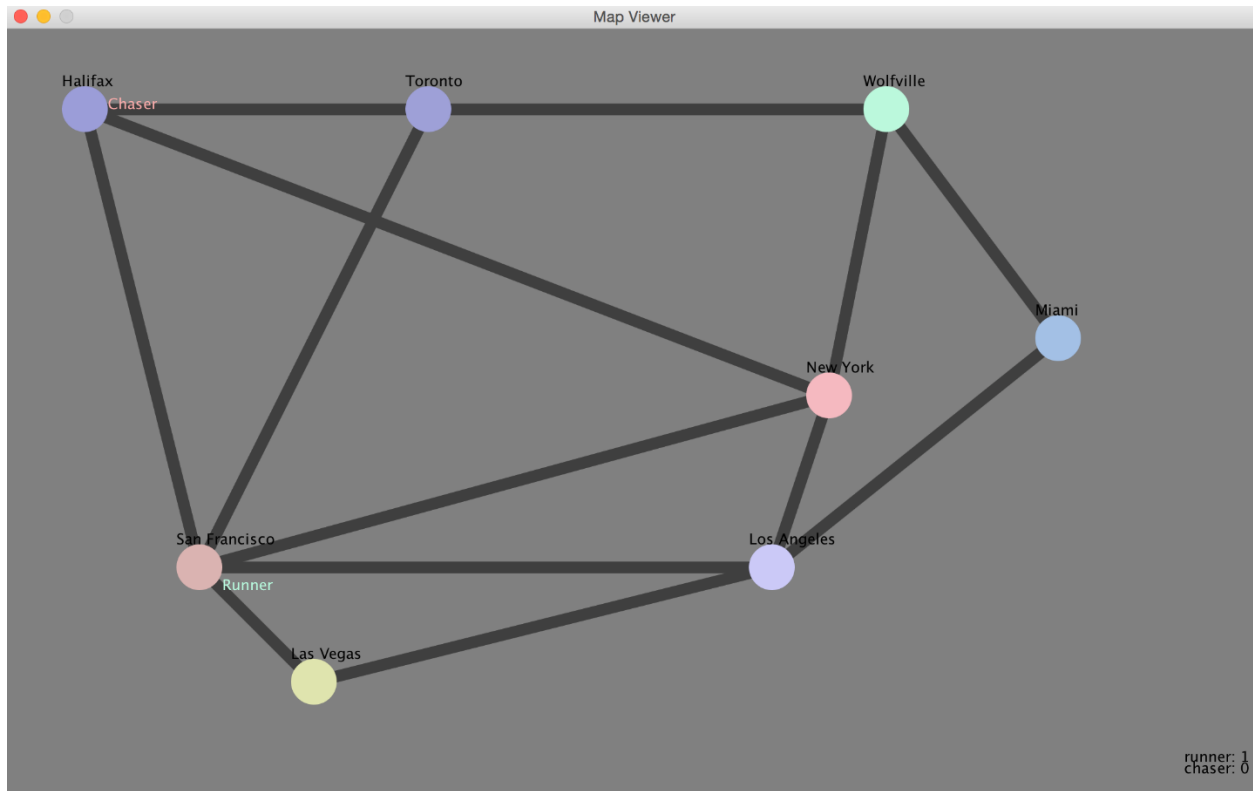 Map Viewer
Halifax
Toronto
Wolfville
Chaser
Miami
New York
San Francisco
Los Angeles
Runner
Las Vegas
runner: 1
chaser: 0